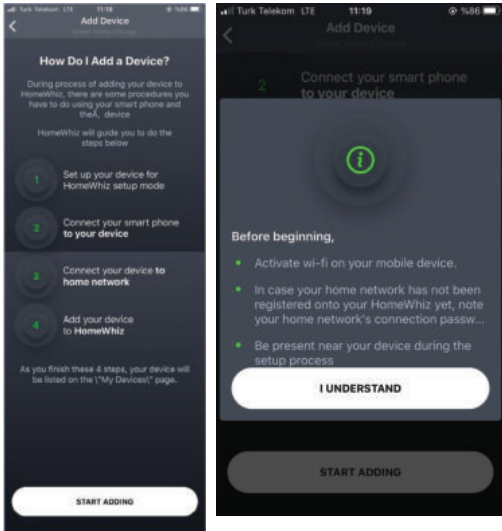 Turk Telekom LTE 11:18 @ %86
Add Device
How Do I Add a Device?
During process of adding your device to
HomeWhiz, there are some procedures you
have to do using your smart phone and
theÂ, device
HomeWhiz will guide you to do the
steps below
1 Set up your device for
HomeWhiz setup mode
2 Connect your smart phone
to your device
3 Connect your device to
home network
4 Add your device
to HomeWhiz
As you finish these 4 steps, your device will
be listed on the \"My Devices\" page.
START ADDING
Turk Telekom LTE 11:19 @ %86
Add Device
2 Connect your smart phone
to your device
Before beginning,
• Activate wi-fi on your mobile device.
• In case your home network has not been
registered onto your HomeWhiz yet, note
your home network's connection passw...
• Be present near your device during the
setup process
I UNDERSTAND
START ADDING